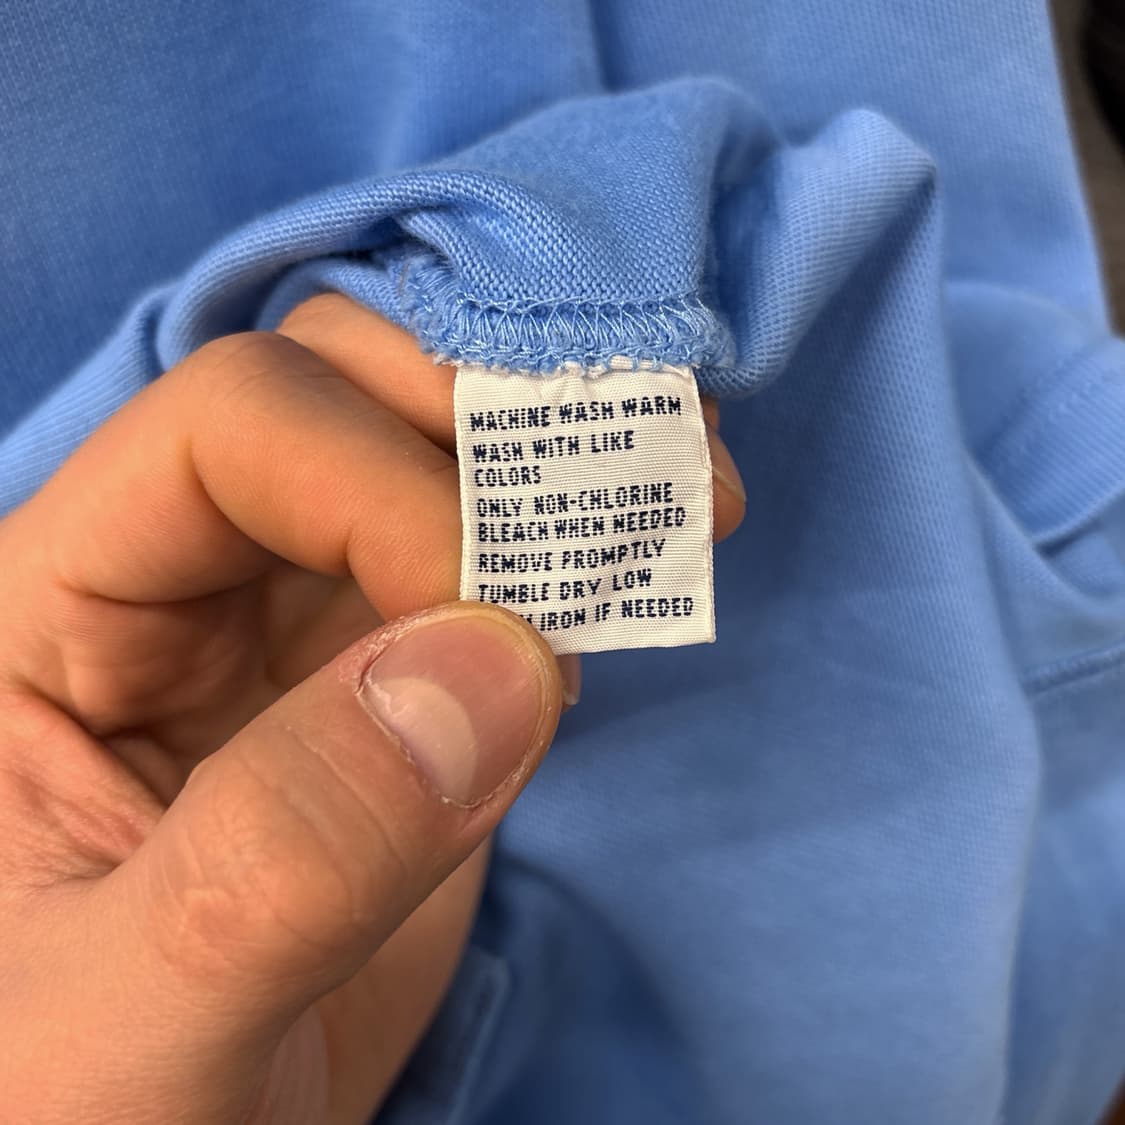 MACHINE WASH WARM
WASH WITH LIKE
COLORS
ONLY NON-CHLORINE
BLEACH WHEN NEEDED
REMOVE PROMPTLY
TUMBLE DRY LOW
IRON IF NEEDED